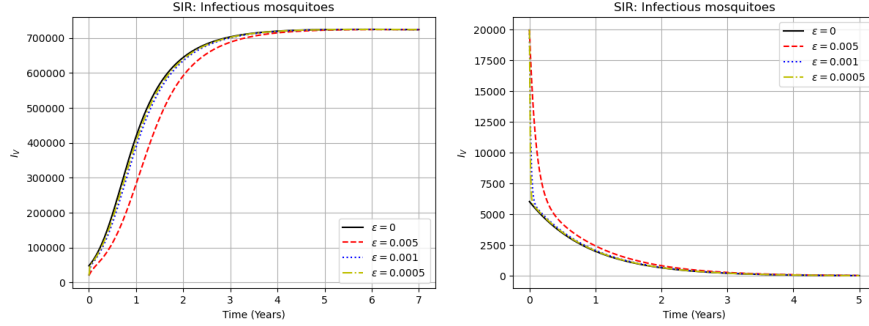 SIR: Infectious mosquitoes
700000
600000
500000
400000
300000
200000
100000
0
I_V
0 1 2 3 4 5 6 7
Time (Years)
ε = 0
ε = 0.005
ε = 0.001
ε = 0.0005
SIR: Infectious mosquitoes
20000
17500
15000
12500
10000
7500
5000
2500
0
I_V
0 1 2 3 4 5
Time (Years)
ε = 0
ε = 0.005
ε = 0.001
ε = 0.0005